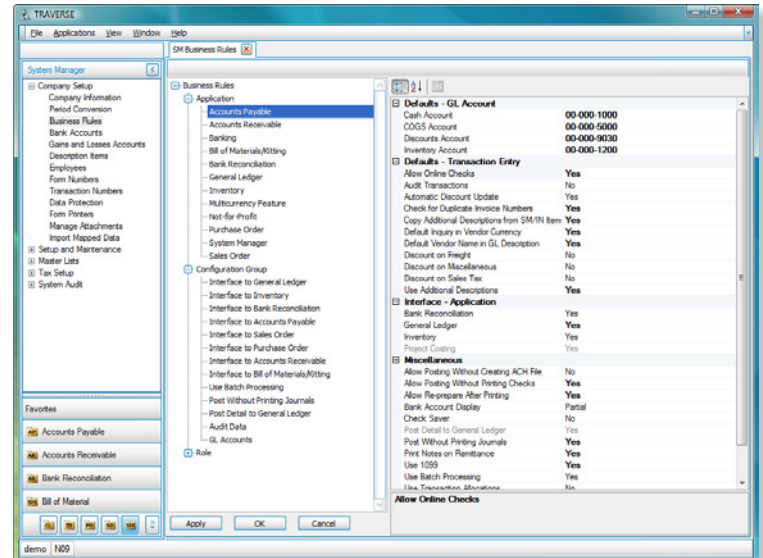 TRAVERSE
File Applications View Window Help
SM Business Rules
System Manager
Company Setup
Company Information
Period Conversion
Business Rules
Bank Accounts
Gains and Losses Accounts
Description Items
Employees
Form Numbers
Transaction Numbers
Data Protection
Form Printers
Manage Attachments
Import Mapped Data
Setup and Maintenance
Master Lists
Tax Setup
System Audit
Favorites
Accounts Payable
Accounts Receivable
Bank Reconciliation
Bill of Material
Business Rules
Application
Accounts Payable
Accounts Receivable
Banking
Bill of Materials/Kitting
Bank Reconciliation
General Ledger
Inventory
Multicurrency Feature
Not-for-Profit
Purchase Order
System Manager
Sales Order
Configuration Group
Interface to General Ledger
Interface to Inventory
Interface to Bank Reconciliation
Interface to Accounts Payable
Interface to Sales Order
Interface to Purchase Order
Interface to Accounts Receivable
Interface to Bill of Materials/Kitting
Use Batch Processing
Post Without Printing Journals
Post Detail to General Ledger
Audit Data
GL Accounts
Role
Apply OK Cancel
Defaults - GL Account
Cash Account 00-000-1000
COGS Account 00-000-5000
Discounts Account 00-000-9030
Inventory Account 00-000-1200
Defaults - Transaction Entry
Allow Online Checks Yes
Audit Transactions No
Automatic Discount Update Yes
Check for Duplicate Invoice Numbers Yes
Copy Additional Descriptions from SM/IN Item Yes
Default Inquiry in Vendor Currency Yes
Default Vendor Name in GL Description Yes
Discount on Freight No
Discount on Miscellaneous No
Discount on Sales Tax No
Use Additional Descriptions Yes
Interface - Application
Bank Reconciliation Yes
General Ledger Yes
Inventory Yes
Project Costing Yes
Miscellaneous
Allow Posting Without Creating ACH File No
Allow Posting Without Printing Checks Yes
Allow Re-prepare After Printing Yes
Bank Account Display Partial
Check Saver No
Post Detail to General Ledger Yes
Post Without Printing Journals Yes
Print Notes on Remittance Yes
Use 1099 Yes
Use Batch Processing Yes
Use Transaction Allocations No
Allow Online Checks
demo N09